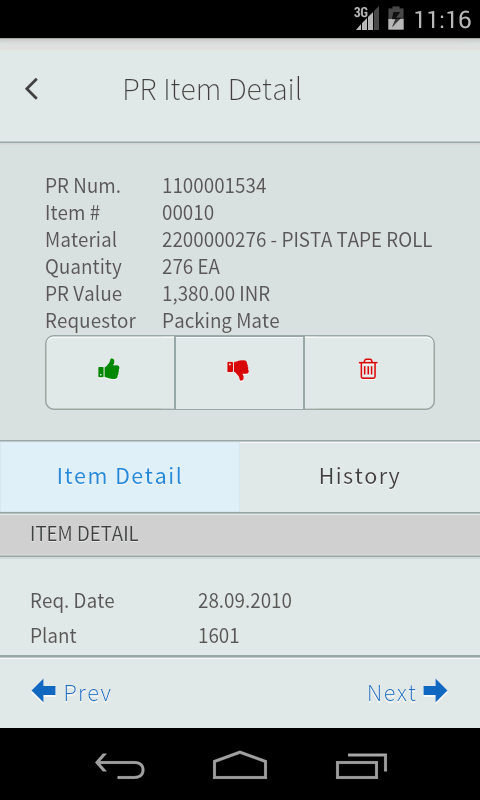 3G 11:16
PR Item Detail
PR Num. 1100001534
Item # 00010
Material 2200000276 - PISTA TAPE ROLL
Quantity 276 EA
PR Value 1,380.00 INR
Requestor Packing Mate
Item Detail History
ITEM DETAIL
Req. Date 28.09.2010
Plant 1601
Prev Next